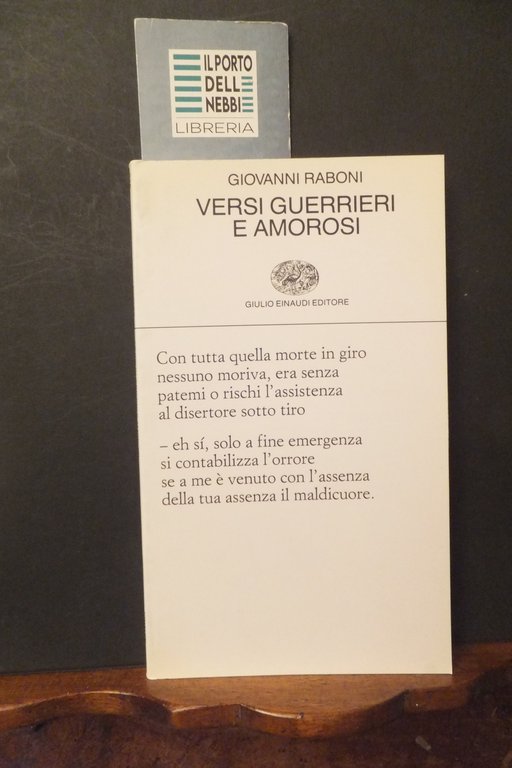 IL PORTO
DELL
NEBBI
LIBRERIA
GIOVANNI RABONI
VERSI GUERRIERI
E AMOROSI
GIULIO EINAUDI EDITORE
Con tutta quella morte in giro
nessuno moriva, era senza
patemi o rischi l'assistenza
al disertore sotto tiro
– eh sí, solo a fine emergenza
si contabilizza l'orrore
se a me è venuto con l'assenza
della tua assenza il maldicuore.